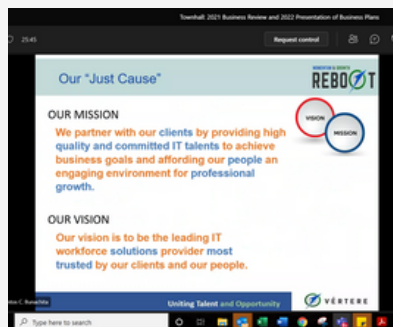 Townhall: 2021 Business Review and 2022 Presentation of Business Plans
25:45
Request control
Our "Just Cause"
REBOOT
OUR MISSION
VISION
MISSION
We partner with our clients by providing high
quality and committed IT talents to achieve
business goals and affording our people an
engaging environment for professional
growth.
OUR VISION
Our vision is to be the leading IT
workforce solutions provider most
trusted by our clients and our people.
Uniting Talent and Opportunity
VÉRTERE
Type here to search